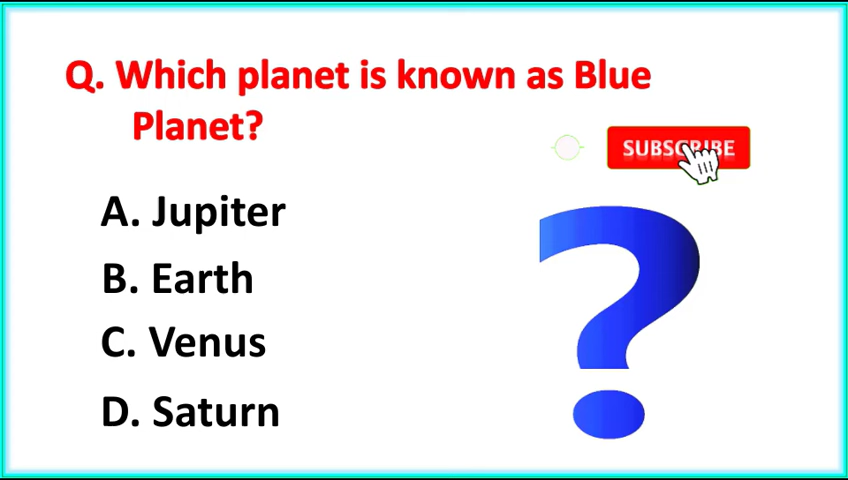 Q. Which planet is known as Blue
Planet?
SUBSCRIBE
A. Jupiter
B. Earth
C. Venus
D. Saturn
?